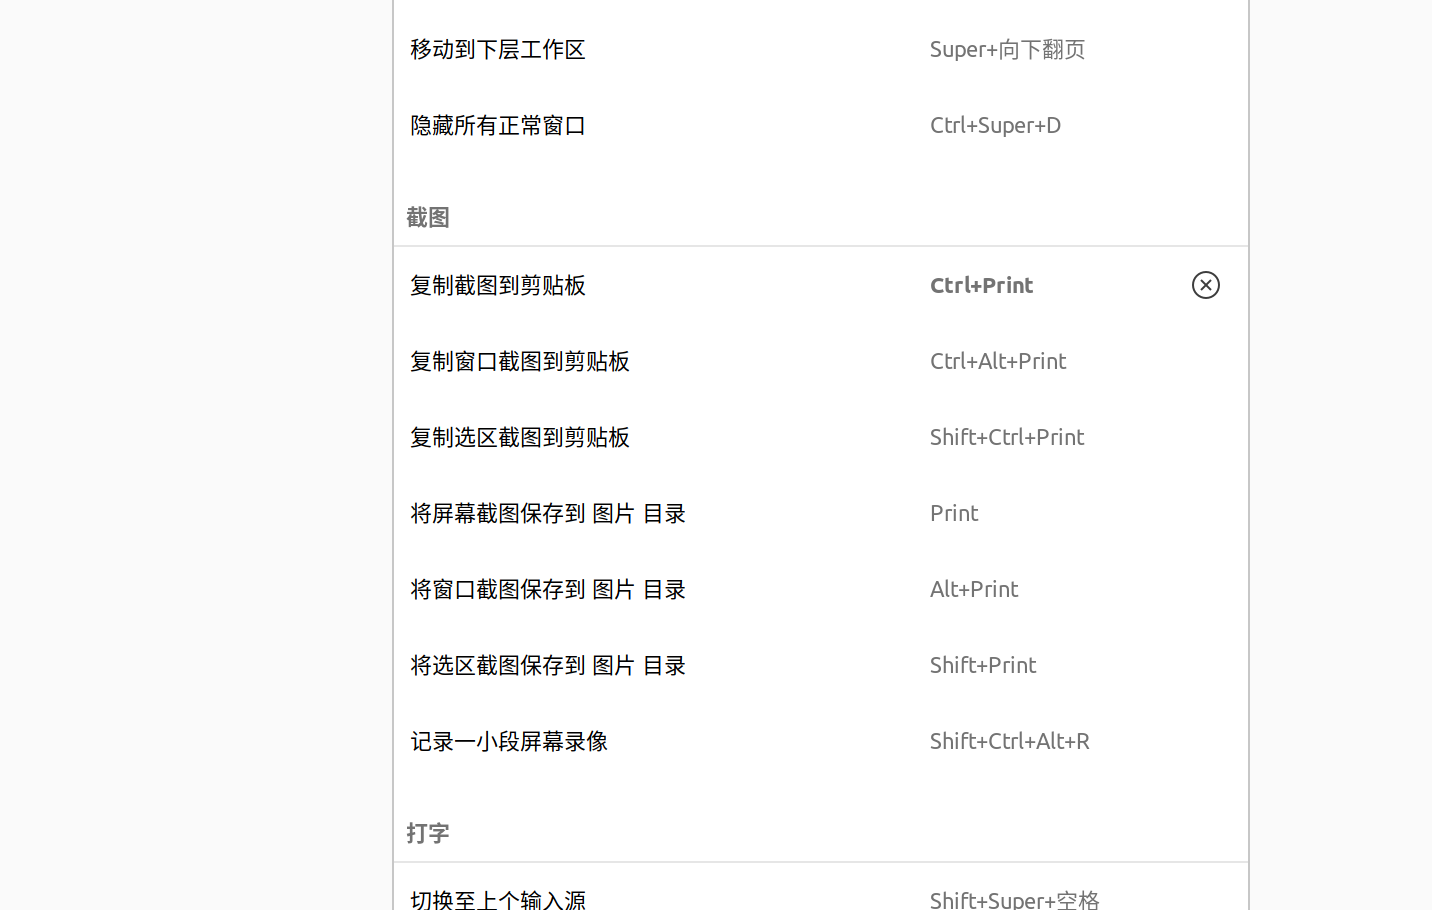 移动到下层工作区 Super+向下翻页
隐藏所有正常窗口 Ctrl+Super+D
截图
复制截图到剪贴板 Ctrl+Print
复制窗口截图到剪贴板 Ctrl+Alt+Print
复制选区截图到剪贴板 Shift+Ctrl+Print
将屏幕截图保存到 图片 目录 Print
将窗口截图保存到 图片 目录 Alt+Print
将选区截图保存到 图片 目录 Shift+Print
记录一小段屏幕录像 Shift+Ctrl+Alt+R
打字
切换至上个输入源 Shift+Super+空格